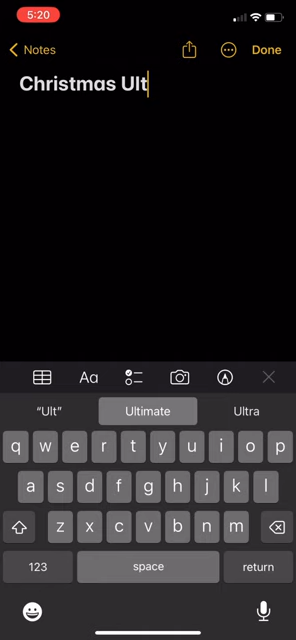 5:20
Notes
Done
Christmas Ult
Aa
“Ult” Ultimate Ultra
q w e r t y u i o p
a s d f g h j k l
z x c v b n m
123 space return